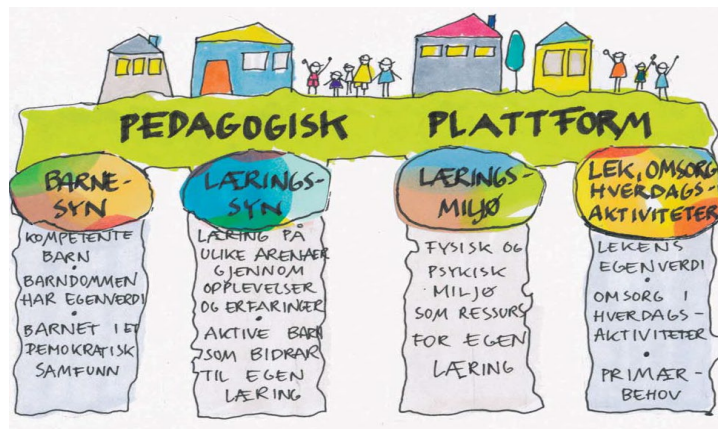 PEDAGOGISK PLATTFORM
BARNE-
SYN
KOMPETENTE
BARN
•
BARNDOMMEN
HAR EGENVERDI
•
BARNET I ET
DEMOKRATISK
SAMFUNN
LÆRINGS-
SYN
LÆRING PÅ
ULIKE ARENAER
GJENNOM
OPPLEVELSER
OG ERFARINGER
•
AKTIVE BARN
SOM BIDRAR
TIL EGEN
LÆRING
LÆRINGS-
MILJØ
FYSISK OG
PSYKISK
MILJØ
SOM RESSURS
FOR EGEN
LÆRING
LEK, OMSORG
HVERDAGS-
AKTIVITETER
LEKENS
EGENVERDI
•
OMSORG I
HVERDAGS-
AKTIVITETER
•
PRIMÆR-
BEHOV